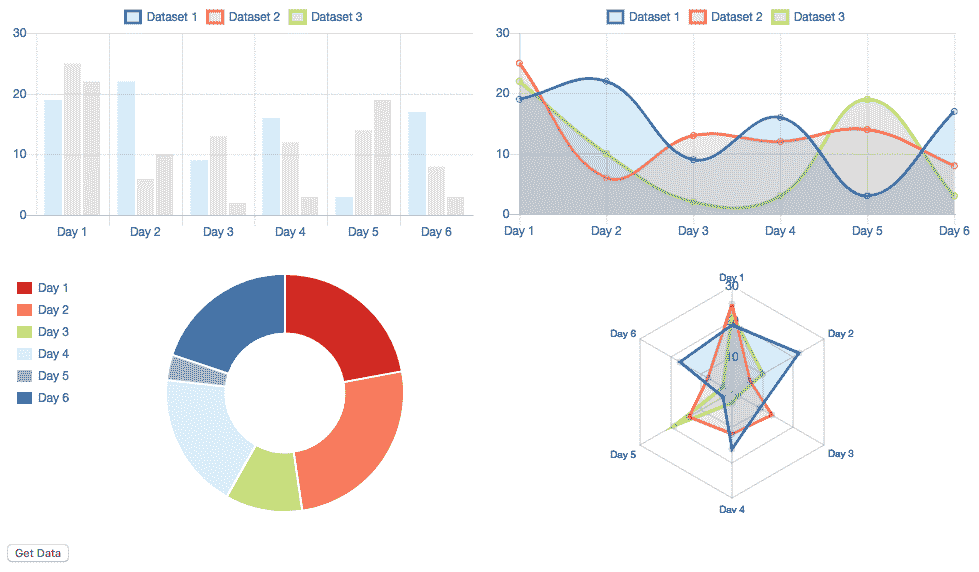 Dataset 1 Dataset 2 Dataset 3
30
20
10
0
Day 1 Day 2 Day 3 Day 4 Day 5 Day 6
Dataset 1 Dataset 2 Dataset 3
30
20
10
0
Day 1 Day 2 Day 3 Day 4 Day 5 Day 6
Day 1
Day 2
Day 3
Day 4
Day 5
Day 6
Day 1
30
Day 6 Day 2
10
Day 5 Day 3
Day 4
Get Data